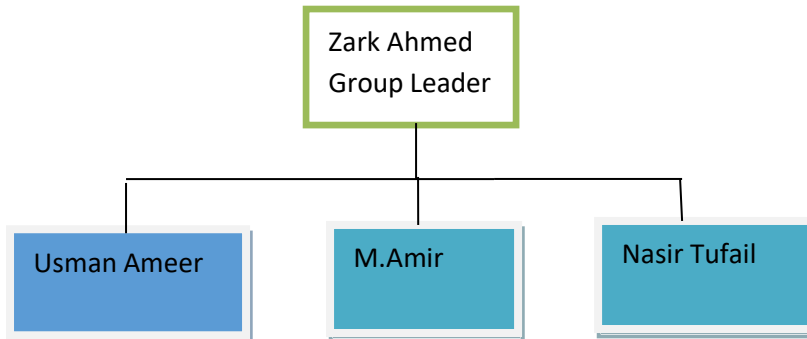 Zark Ahmed
Group Leader
Usman Ameer
M.Amir
Nasir Tufail